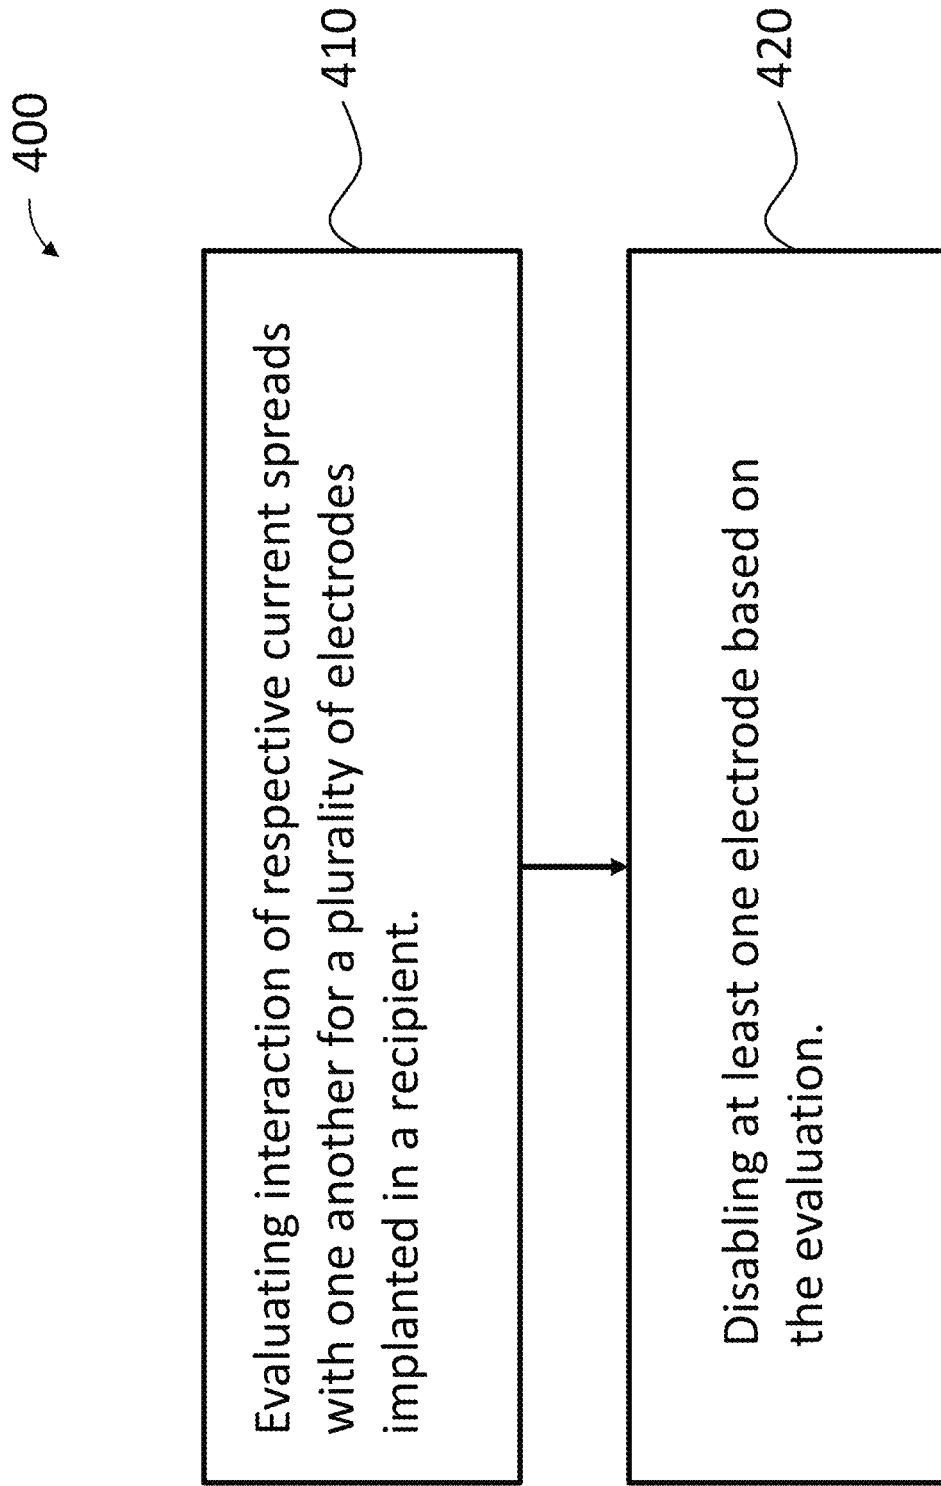 400
Evaluating interaction of respective current spreads
with one another for a plurality of electrodes
implanted in a recipient.
410
Disabling at least one electrode based on
the evaluation.
420